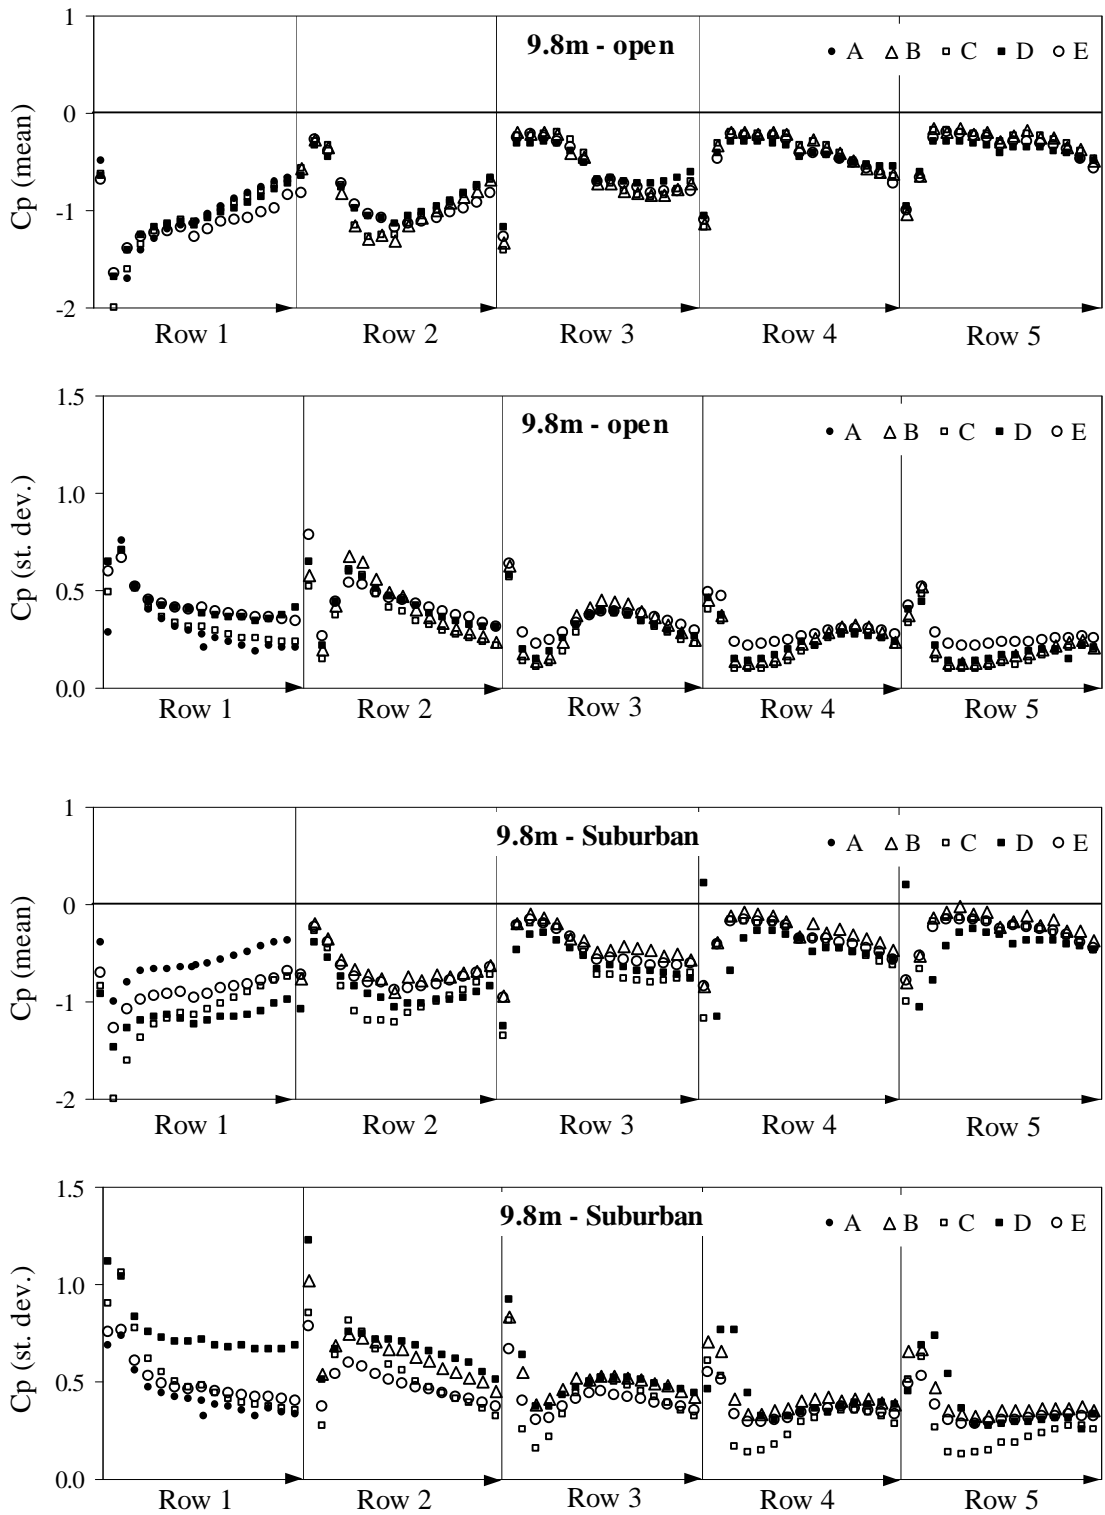 1
9.8m - open
A B C D E
0
Cp (mean)
-1
-2
Row 1 Row 2 Row 3 Row 4 Row 5
1.5
9.8m - open
A B C D E
1.0
Cp (st. dev.)
0.5
0.0
Row 1 Row 2 Row 3 Row 4 Row 5
1
9.8m - Suburban
A B C D E
0
Cp (mean)
-1
-2
Row 1 Row 2 Row 3 Row 4 Row 5
1.5
9.8m - Suburban
A B C D E
1.0
Cp (st. dev.)
0.5
0.0
Row 1 Row 2 Row 3 Row 4 Row 5